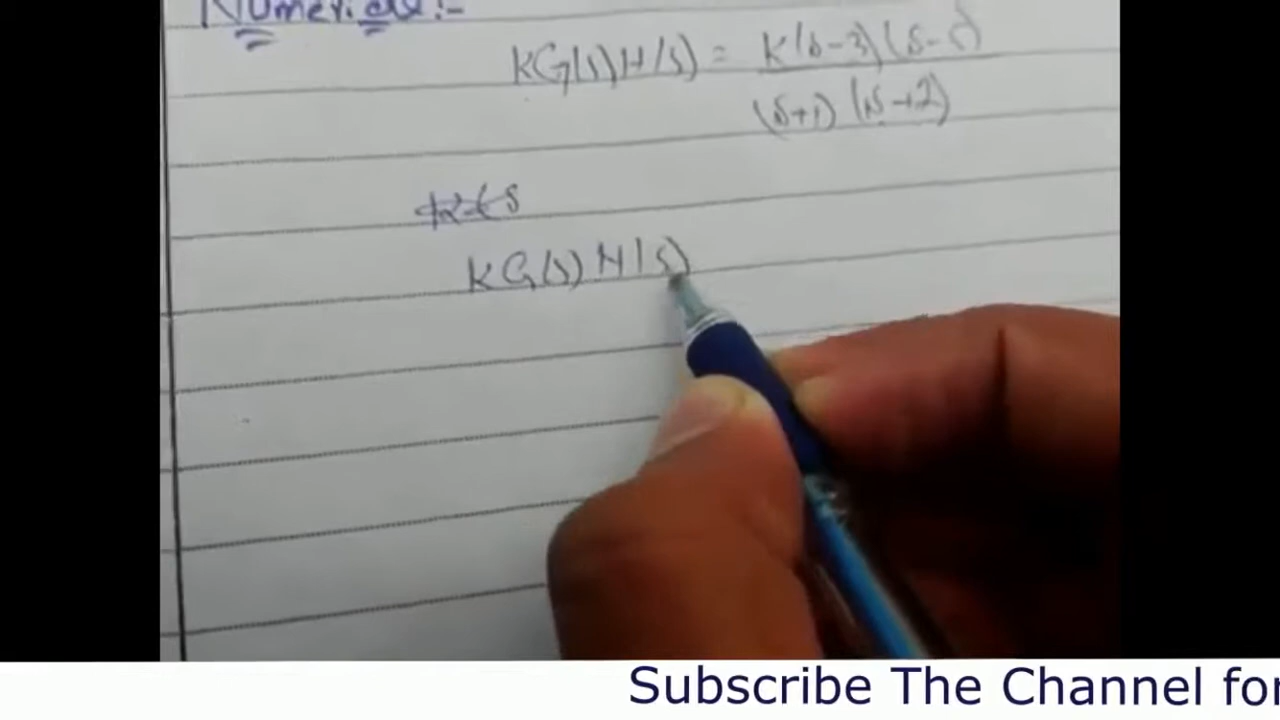 Numerical:-
KG(s)H(s) = K(s-3)(s-5)
(s+1)(s+2)
KG(s)H(s)
Subscribe The Channel for